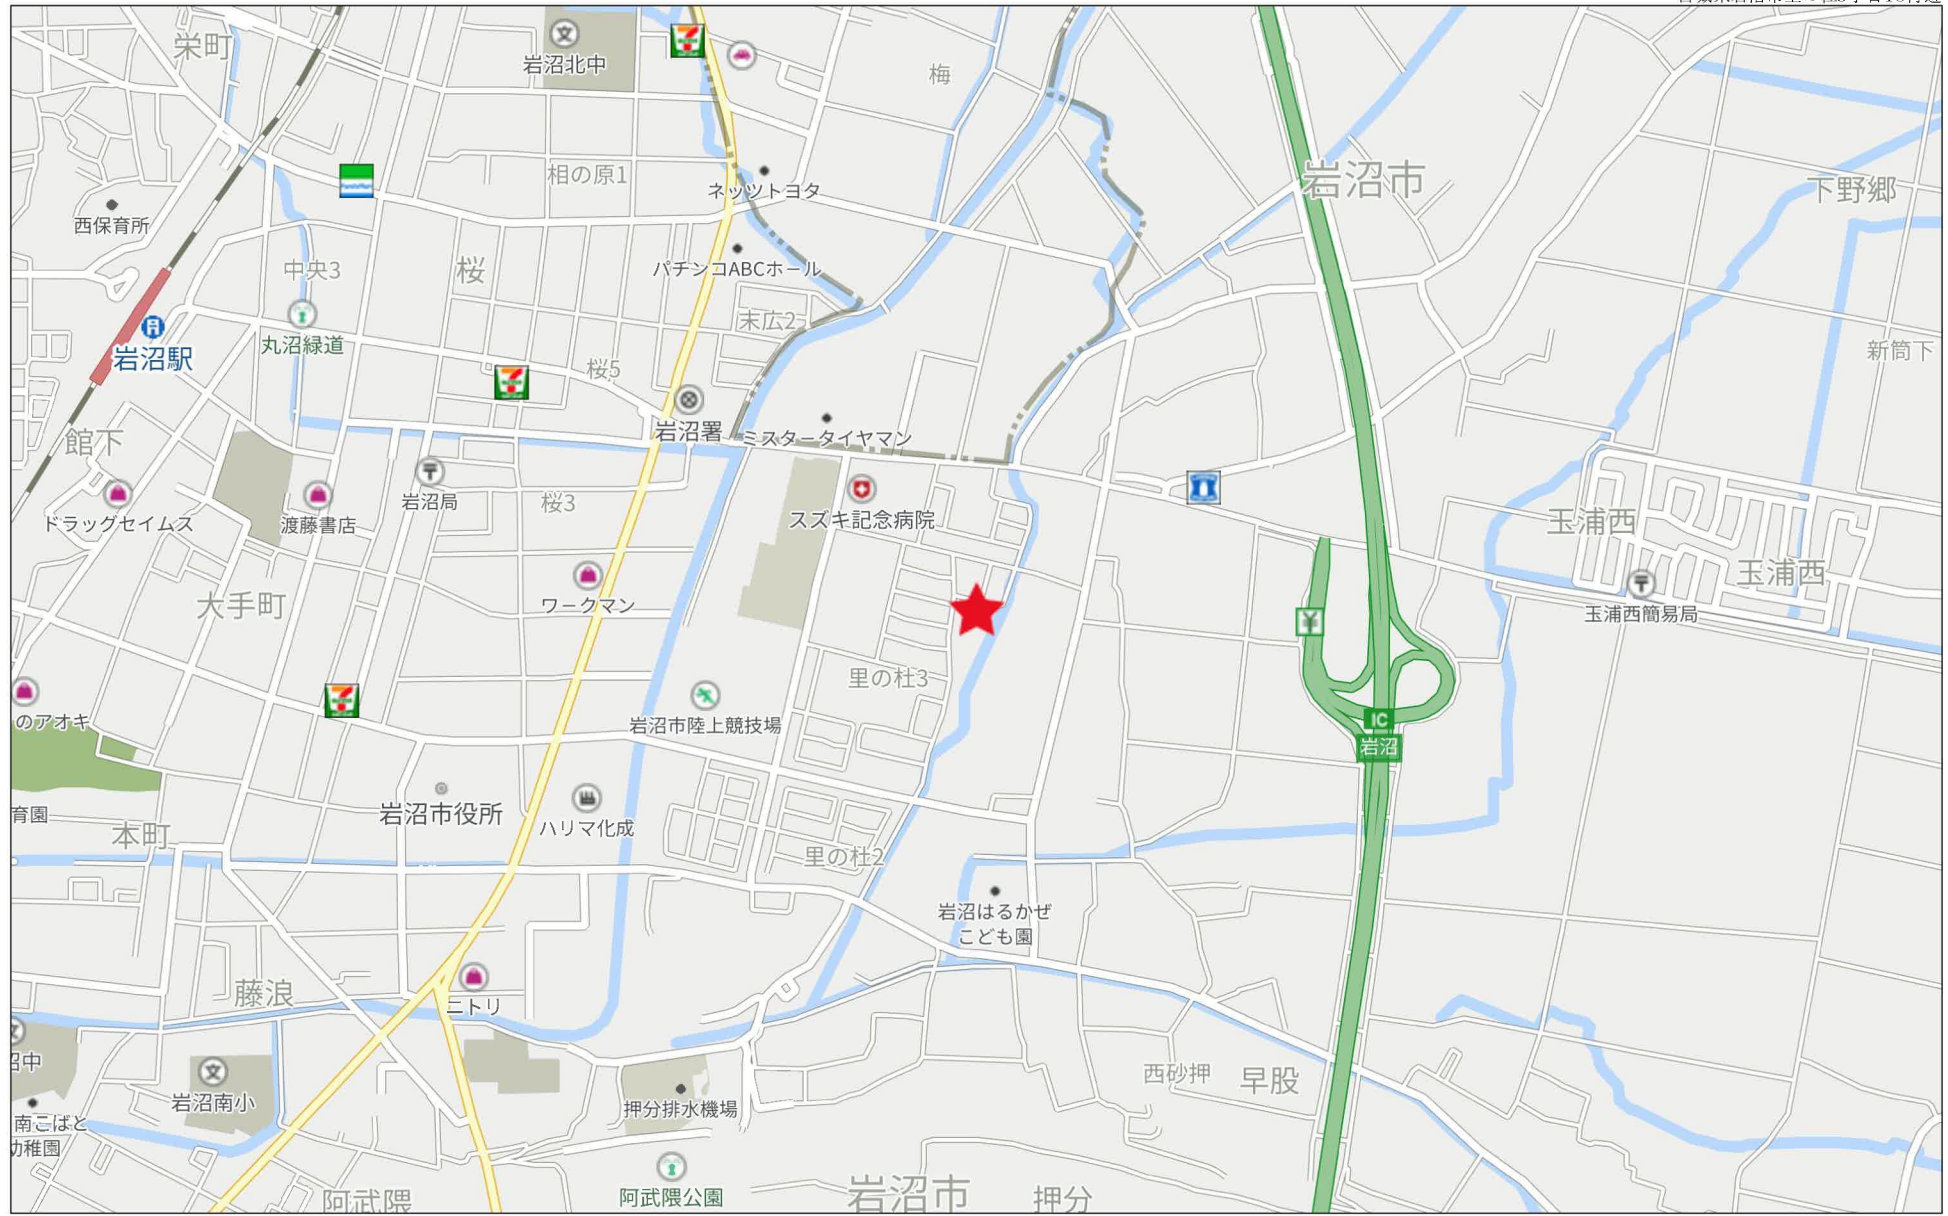 栄町
岩沼北中
梅
相の原1
ネッツトヨタ
岩沼市
下野郷
西保育所
FamilyMart
中央3
桜
パチンコABCホール
末広2
丸沼緑道
岩沼駅
桜5
新筒下
岩沼署
ミスタータイヤマン
館下
岩沼局
桜3
スズキ記念病院
ドラッグセイムス
渡藤書店
玉浦西
玉浦西
大手町
ワークマン
玉浦西簡易局
里の杜3
岩沼市陸上競技場
のアオキ
IC
岩沼
育園
本町
岩沼市役所
ハリマ化成
里の杜2
岩沼はるかぜ
こども園
藤浪
ニトリ
沼中
岩沼南小
西砂押
早股
押分排水機場
南こばと
幼稚園
阿武隈
阿武隈公園
岩沼市
押分